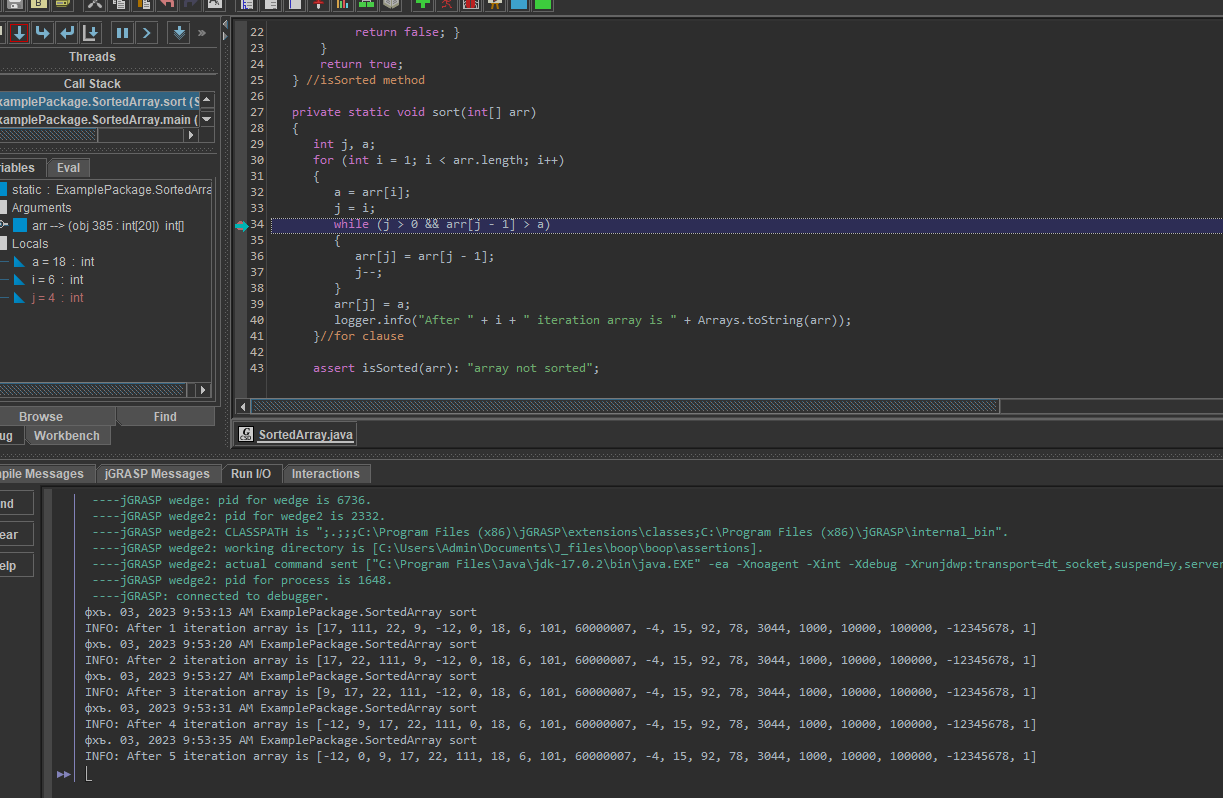 Threads
Call Stack
xamplePackage.SortedArray.sort (S
xamplePackage.SortedArray.main (
riables
Eval
static : ExamplePackage.SortedArra
Arguments
arr --> (obj 385 : int[20]) int[]
Locals
a = 18 : int
i = 6 : int
j = 4 : int
Browse
Find
ug
Workbench
22 return false; }
23 }
24 return true;
25 } //isSorted method
26
27 private static void sort(int[] arr)
28 {
29 int j, a;
30 for (int i = 1; i < arr.length; i++)
31 {
32 a = arr[i];
33 j = i;
34 while (j > 0 && arr[j - 1] > a)
35 {
36 arr[j] = arr[j - 1];
37 j--;
38 }
39 arr[j] = a;
40 logger.info("After " + i + " iteration array is " + Arrays.toString(arr));
41 }//for clause
42
43 assert isSorted(arr): "array not sorted";
SortedArray.java
mpile Messages
jGRASP Messages
Run I/O
Interactions
nd
ear
elp
----jGRASP wedge: pid for wedge is 6736.
----jGRASP wedge2: pid for wedge2 is 2332.
----jGRASP wedge2: CLASSPATH is ";.;;;C:\Program Files (x86)\jGRASP\extensions\classes;C:\Program Files (x86)\jGRASP\internal_bin".
----jGRASP wedge2: working directory is [C:\Users\Admin\Documents\J_files\boop\boop\assertions].
----jGRASP wedge2: actual command sent ["C:\Program Files\Java\jdk-17.0.2\bin\java.EXE" -ea -Xnoagent -Xint -Xdebug -Xrunjdwp:transport=dt_socket,suspend=y,server
----jGRASP wedge2: pid for process is 1648.
----jGRASP: connected to debugger.
фхъ. 03, 2023 9:53:13 AM ExamplePackage.SortedArray sort
INFO: After 1 iteration array is [17, 111, 22, 9, -12, 0, 18, 6, 101, 60000007, -4, 15, 92, 78, 3044, 1000, 10000, 100000, -12345678, 1]
фхъ. 03, 2023 9:53:20 AM ExamplePackage.SortedArray sort
INFO: After 2 iteration array is [17, 22, 111, 9, -12, 0, 18, 6, 101, 60000007, -4, 15, 92, 78, 3044, 1000, 10000, 100000, -12345678, 1]
фхъ. 03, 2023 9:53:27 AM ExamplePackage.SortedArray sort
INFO: After 3 iteration array is [9, 17, 22, 111, -12, 0, 18, 6, 101, 60000007, -4, 15, 92, 78, 3044, 1000, 10000, 100000, -12345678, 1]
фхъ. 03, 2023 9:53:31 AM ExamplePackage.SortedArray sort
INFO: After 4 iteration array is [-12, 9, 17, 22, 111, 0, 18, 6, 101, 60000007, -4, 15, 92, 78, 3044, 1000, 10000, 100000, -12345678, 1]
фхъ. 03, 2023 9:53:35 AM ExamplePackage.SortedArray sort
INFO: After 5 iteration array is [-12, 0, 9, 17, 22, 111, 18, 6, 101, 60000007, -4, 15, 92, 78, 3044, 1000, 10000, 100000, -12345678, 1]